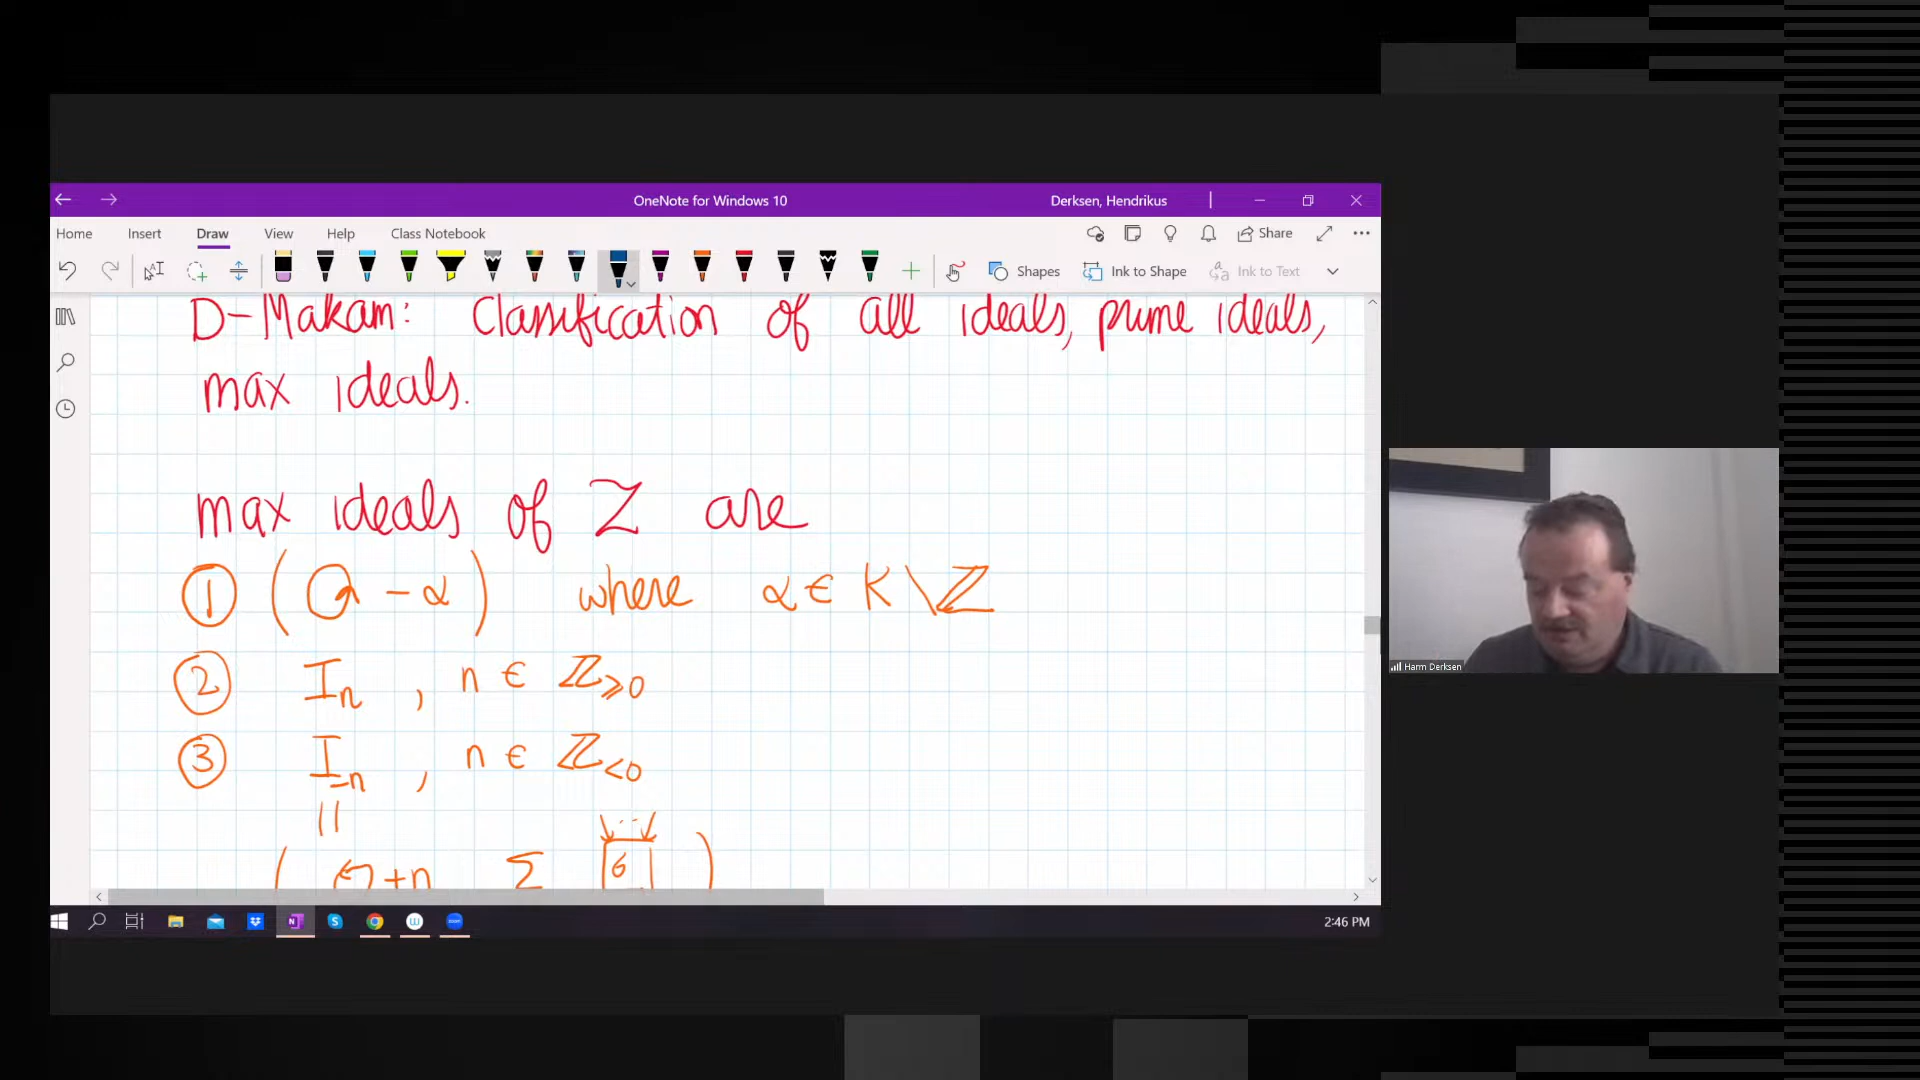 OneNote for Windows 10
Derksen, Hendrikus
Home Insert Draw View Help Class Notebook
Share
Shapes Ink to Shape Ink to Text
D-Makam: Classification of all ideals, prime ideals,
max ideals.
max ideals of Z are
① ( - α) where α ∈ K \ ℤ
② Iₙ , n ∈ ℤ≥0
③ I₋ₙ , n ∈ ℤ<0
||
( +n Σ 6 )
Harm Derksen
2:46 PM